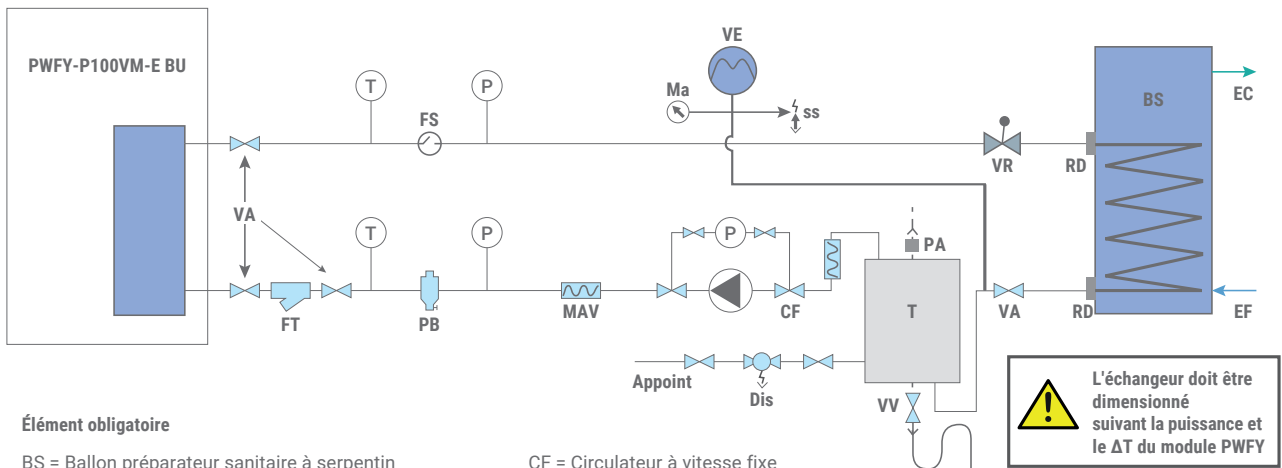 PWFY-P100VM-E BU
VE
T
P
Ma
ss
FS
BS
EC
VR
RD
VA
T
P
P
PA
FT
PB
MAV
CF
T
VA
RD
EF
Appoint
Dis
VV
L'échangeur doit être
dimensionné
suivant la puissance et
le ΔT du module PWFY
Élément obligatoire
BS = Ballon préparateur sanitaire à serpentin
CF = Circulateur à vitesse fixe